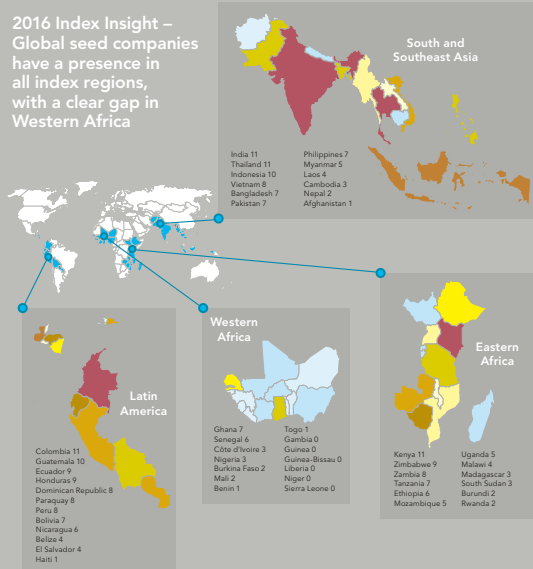 2016 Index Insight –
Global seed companies
have a presence in
all index regions,
with a clear gap in
Western Africa
South and
Southeast Asia
India 11
Thailand 11
Indonesia 10
Vietnam 8
Bangladesh 7
Pakistan 7
Philippines 7
Myanmar 5
Laos 4
Cambodia 3
Nepal 2
Afghanistan 1
Latin
America
Colombia 11
Guatemala 10
Ecuador 9
Honduras 9
Dominican Republic 8
Paraquay 8
Peru 8
Bolivia 7
Nicaragua 6
Belize 4
El Salvador 4
Haiti 1
Western
Africa
Ghana 7
Senegal 6
Côte d'Ivoire 3
Nigeria 3
Burkina Faso 2
Mali 2
Benin 1
Togo 1
Gambia 0
Guinea 0
Guinea-Bissau 0
Liberia 0
Niger 0
Sierra Leone 0
Eastern
Africa
Kenya 11
Zimbabwe 9
Zambia 8
Tanzania 7
Ethiopia 6
Mozambique 5
Uganda 5
Malawi 4
Madagascar 3
South Sudan 3
Burundi 2
Rwanda 2